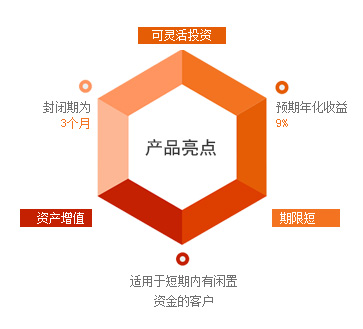 可灵活投资
封闭期为
3个月
预期年化收益
9%
产品亮点
资产增值
期限短
适用于短期内有闲置
资金的客户